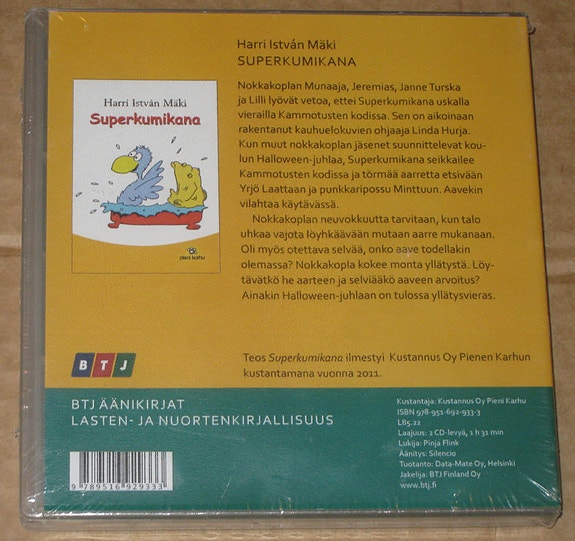 Harri István Mäki
SUPERKUMIKANA
Harri István Mäki
Superkumikana
pieni karhu
Nokkakoplan Munaaja, Jeremias, Janne Turska
ja Lilli lyövät vetoa, ettei Superkumikana uskalla
vierailla Kammotusten kodissa. Sen on aikoinaan
rakentanut kauhuelokuvien ohjaaja Linda Hurja.
Kun muut nokkakoplan jäsenet suunnittelevat kou-
lun Halloween-juhlaa, Superkumikana seikkailee
Kammotusten kodissa ja törmää aarretta etsivään
Yrjö Laattaan ja punkkaripossu Minttuun. Aavekin
vilahtaa käytävässä.
Nokkakoplan neuvokkuutta tarvitaan, kun talo
uhkaa vajota löyhkäävään mutaan aarre mukanaan.
Oli myös otettava selvää, onko aave todellakin
olemassa? Nokkakopla kokee monta yllätystä. Löy-
tävätkö he aarteen ja selviääkö aaveen arvoitus?
Ainakin Halloween-juhlaan on tulossa yllätysvieras.
Teos Superkumikana ilmestyi Kustannus Oy Pienen Karhun
kustantamana vuonna 2011.
BTJ
BTJ ÄÄNIKIRJAT
LASTEN- JA NUORTENKIRJALLISUUS
Kustantaja: Kustannus Oy Pieni Karhu
ISBN 978-951-692-933-3
L85.22
Laajuus: 2 CD-levyä, 1 h 31 min
Lukija: Pinja Flink
Äänitys: Silencio
Tuotanto: Data-Mate Oy, Helsinki
Jakelija: BTJ Finland Oy
www.btj.fi
9 789516 929333